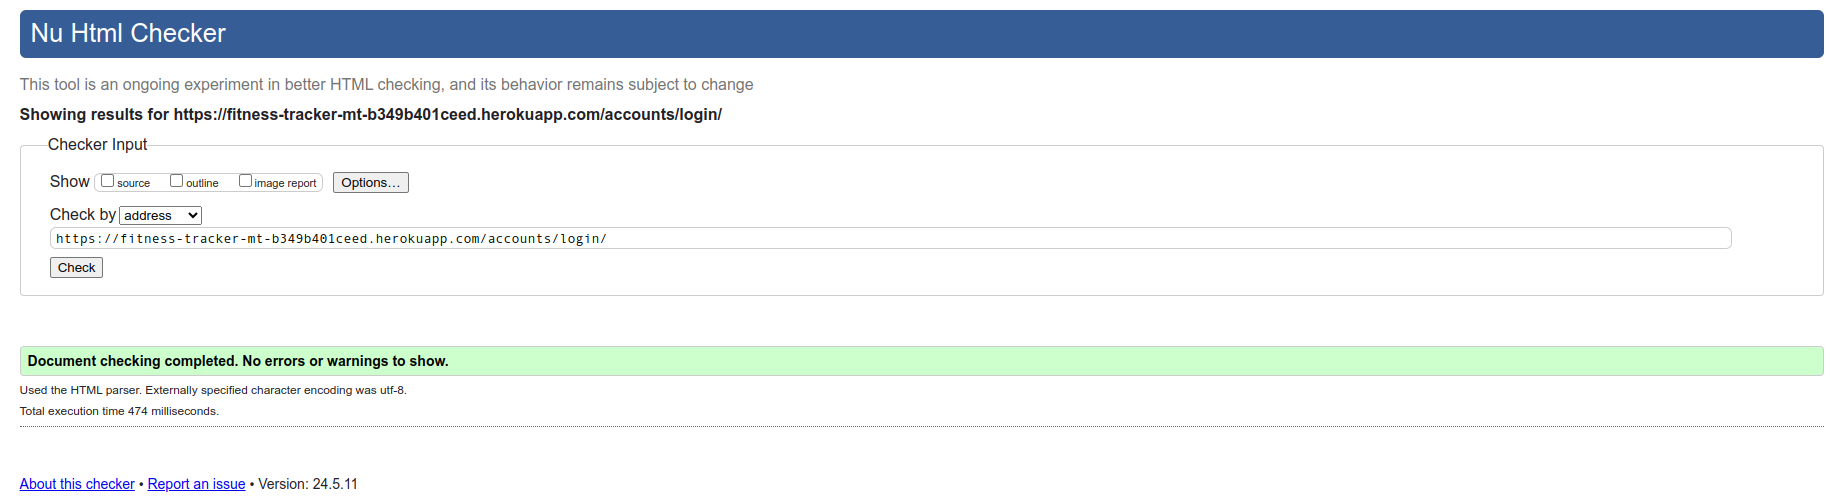 Nu Html Checker
This tool is an ongoing experiment in better HTML checking, and its behavior remains subject to change
Showing results for https://fitness-tracker-mt-b349b401ceed.herokuapp.com/accounts/login/
Checker Input
Show source outline image report Options...
Check by address
https://fitness-tracker-mt-b349b401ceed.herokuapp.com/accounts/login/
Check
Document checking completed. No errors or warnings to show.
Used the HTML parser. Externally specified character encoding was utf-8.
Total execution time 474 milliseconds.
About this checker • Report an issue • Version: 24.5.11